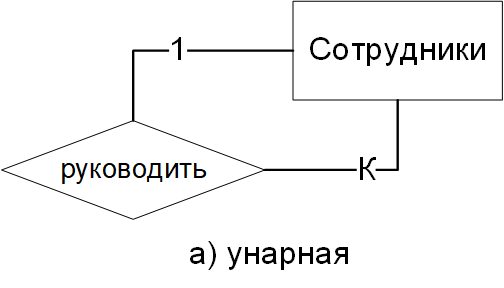 1
Сотрудники
руководить
К
а) унарная